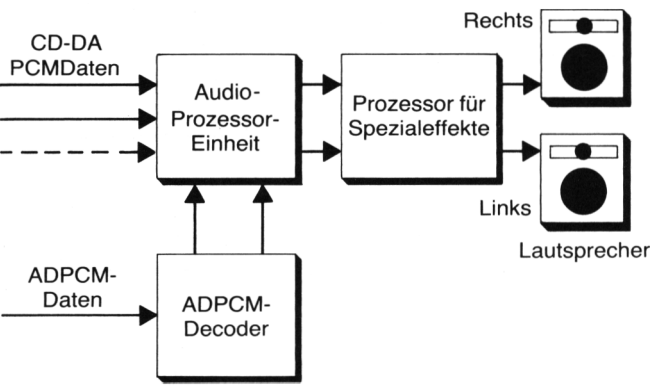 Rechts
CD-DA
PCMDaten
Audio-
Prozessor-
Einheit
Prozessor für
Spezialeffekte
Links
Lautsprecher
ADPCM-
Daten
ADPCM-
Decoder